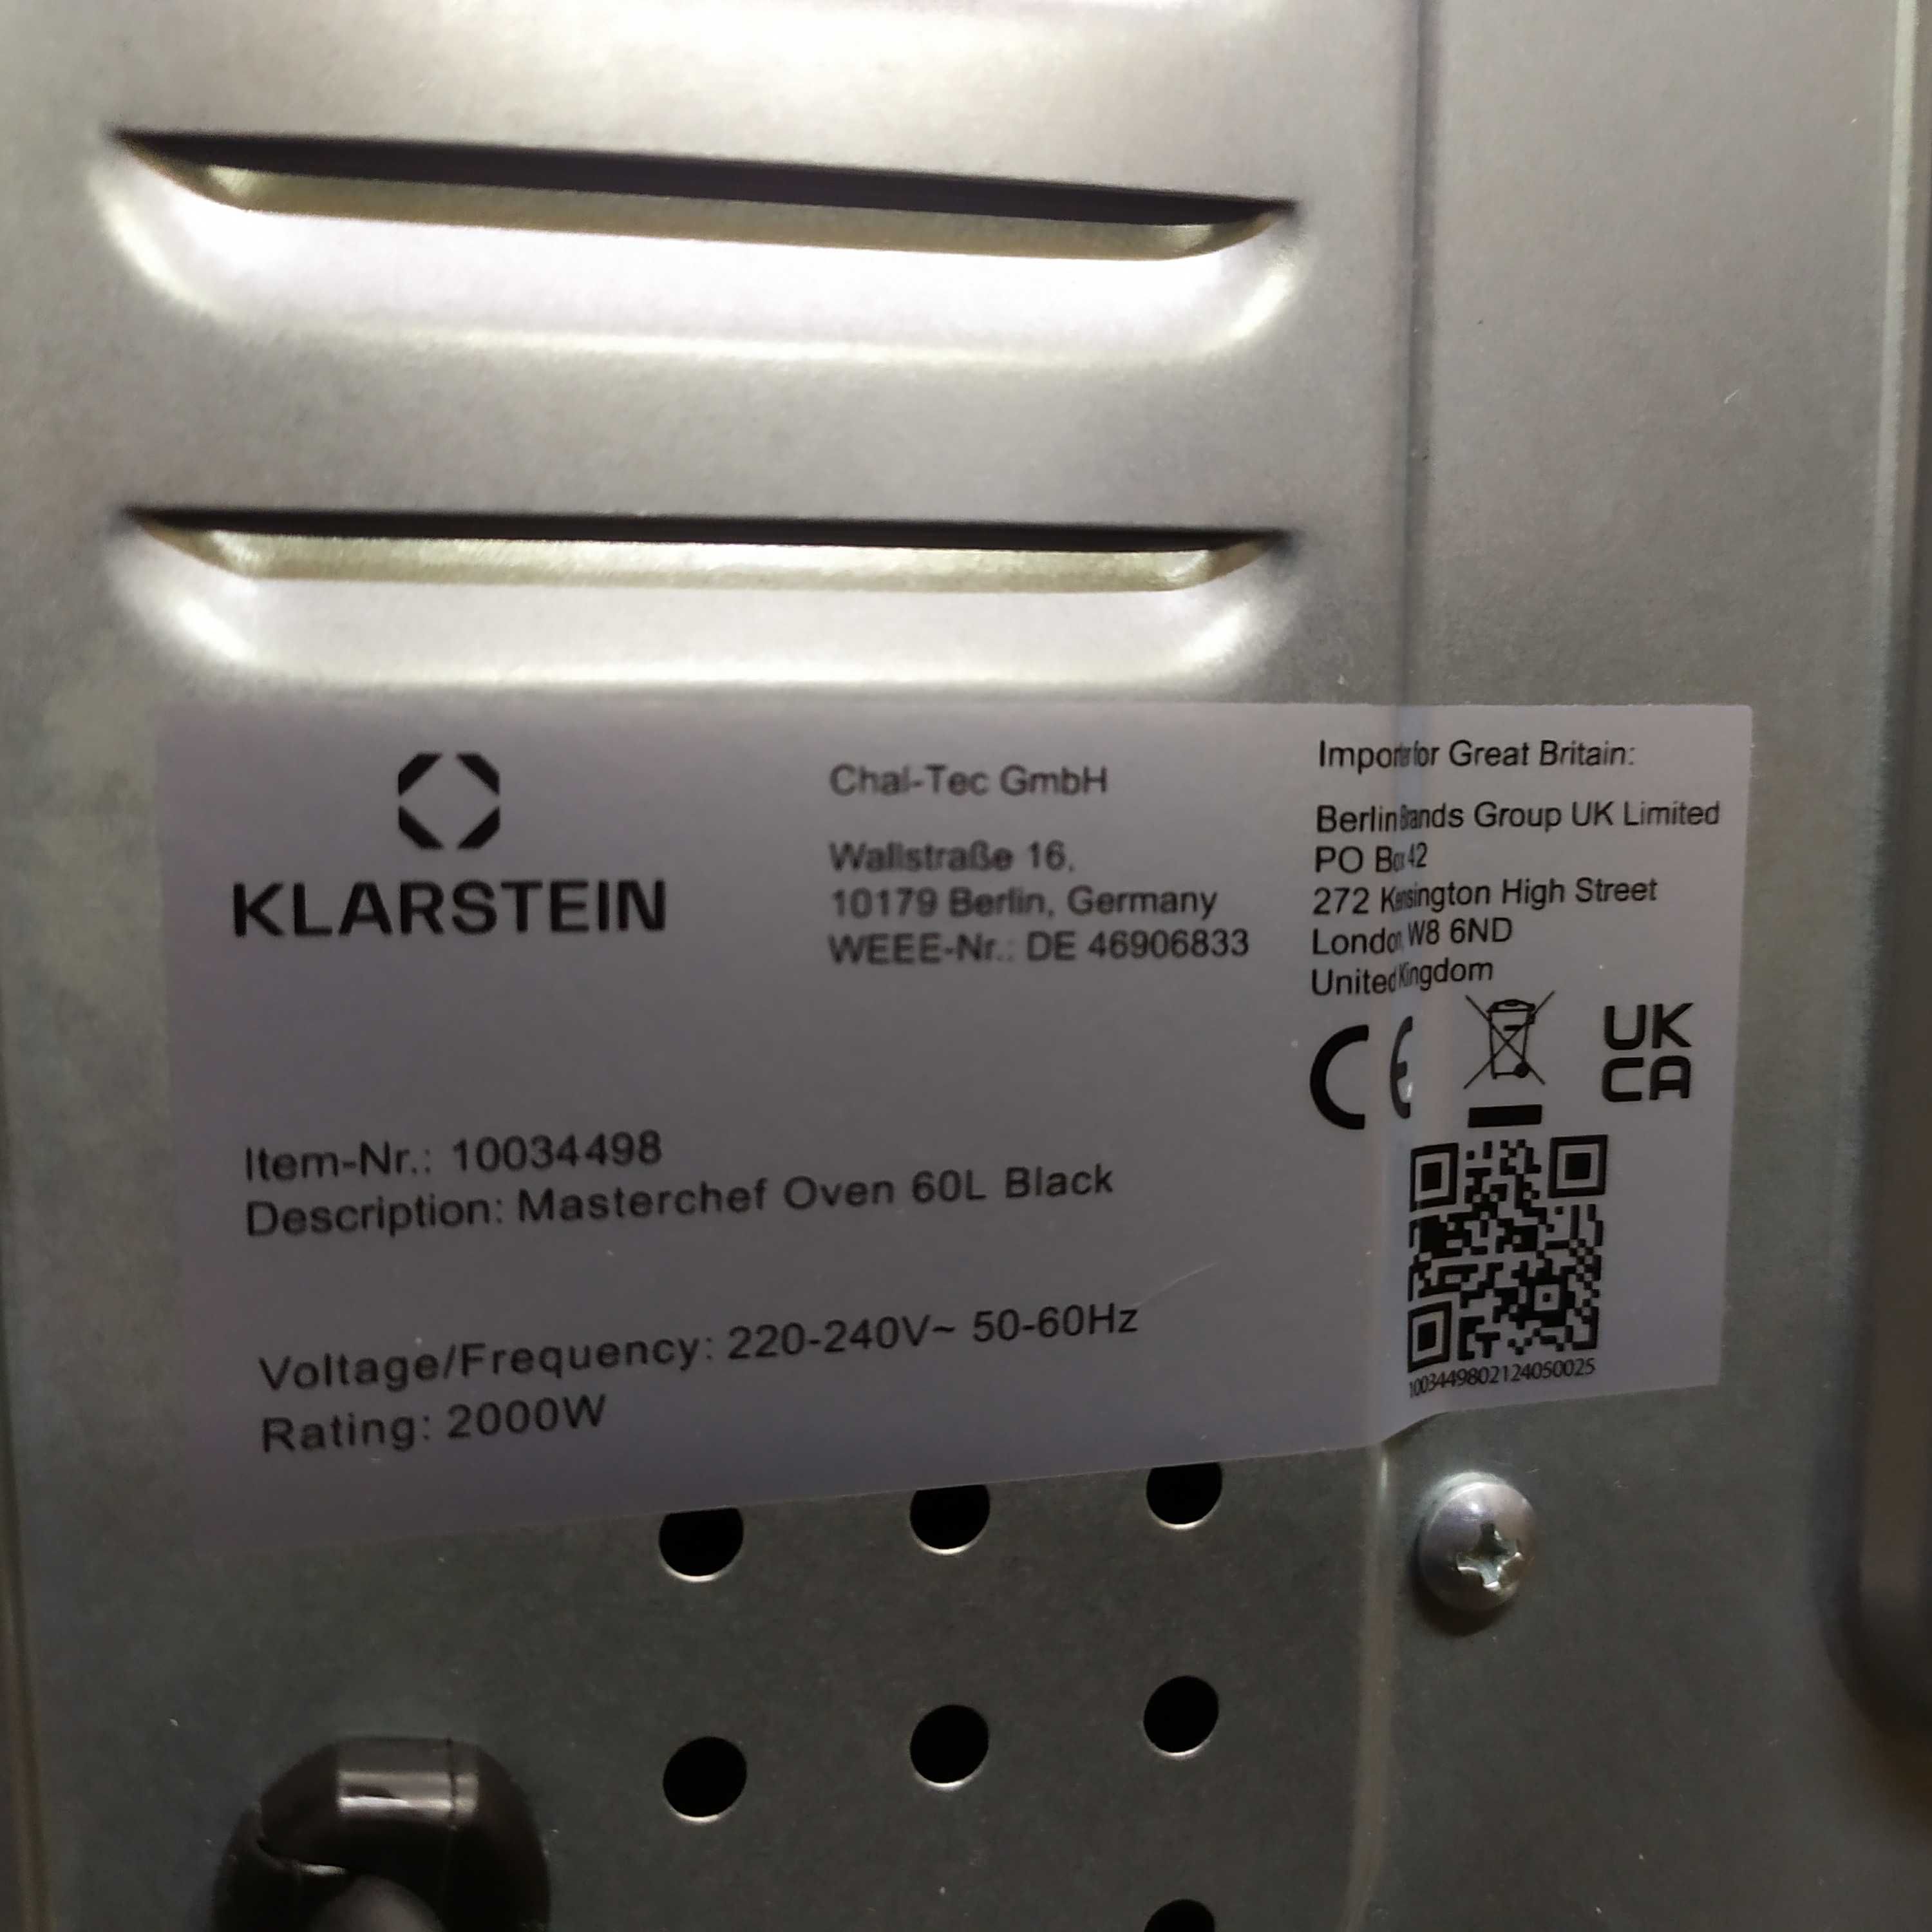 KLARSTEIN
Chal-Tec GmbH
Wallstraße 16,
10179 Berlin, Germany
WEEE-Nr.: DE 46906833
Importer for Great Britain:
Berlin Brands Group UK Limited
PO Box 42
272 Kensington High Street
London W8 6ND
United Kingdom
CE
UK
CA
Item-Nr.: 10034498
Description: Masterchef Oven 60L Black
Voltage/Frequency: 220-240V~ 50-60Hz
Rating: 2000W
1003449802124050025